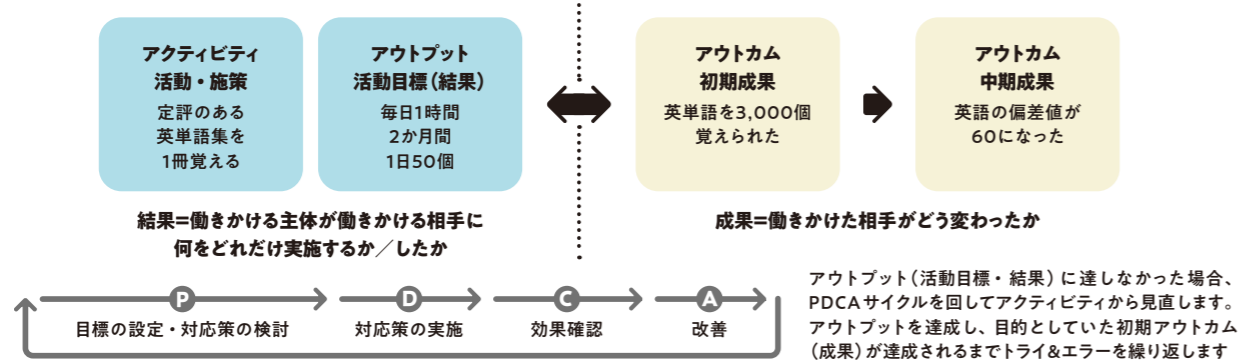 アクティビティ
活動・施策
定評のある
英単語集を
1冊覚える
アウトプット
活動目標(結果)
毎日1時間
2か月間
1日50個
アウトカム
初期成果
英単語を3,000個
覚えられた
アウトカム
中期成果
英語の偏差値が
60になった
結果=働きかける主体が働きかける相手に
何をどれだけ実施するか/したか
成果=働きかけた相手がどう変わったか
P
目標の設定・対応策の検討
D
対応策の実施
C
効果確認
A
改善
アウトプット(活動目標・結果)に達しなかった場合、
PDCAサイクルを回してアクティビティから見直します。
アウトプットを達成し、目的としていた初期アウトカム
(成果)が達成されるまでトライ&エラーを繰り返します